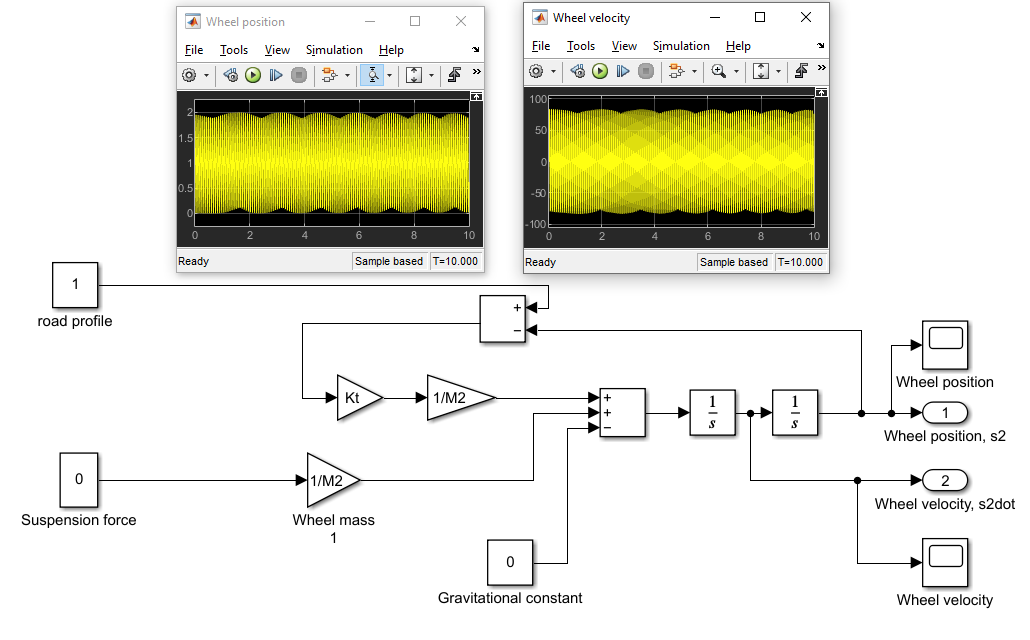 Wheel position
File Tools View Simulation Help
2
1.5
1
0.5
0
0 2 4 6 8 10
Ready Sample based T=10.000
Wheel velocity
File Tools View Simulation Help
100
50
0
-50
-100
0 2 4 6 8 10
Ready Sample based T=10.000
1
road profile
+
−
Kt
1/M2
+
+
−
1
s
1
s
Wheel position
1
Wheel position, s2
0
Suspension force
1/M2
Wheel mass
1
2
Wheel velocity, s2dot
0
Gravitational constant
Wheel velocity